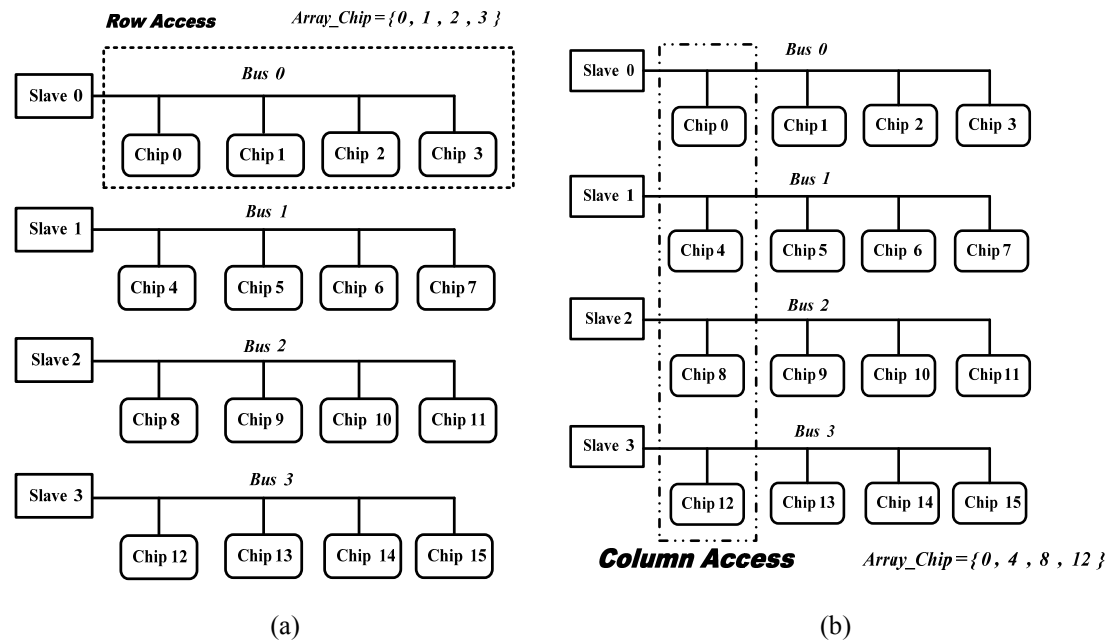 Row Access
Array_Chip={0, 1, 2, 3}
Bus 0
Slave 0
Chip 0
Chip 1
Chip 2
Chip 3
Bus 1
Slave 1
Chip 4
Chip 5
Chip 6
Chip 7
Bus 2
Slave 2
Chip 8
Chip 9
Chip 10
Chip 11
Bus 3
Slave 3
Chip 12
Chip 13
Chip 14
Chip 15
(a)
Bus 0
Slave 0
Chip 0
Chip 1
Chip 2
Chip 3
Bus 1
Slave 1
Chip 4
Chip 5
Chip 6
Chip 7
Bus 2
Slave 2
Chip 8
Chip 9
Chip 10
Chip 11
Bus 3
Slave 3
Chip 12
Chip 13
Chip 14
Chip 15
Column Access
Array_Chip={0, 4, 8, 12}
(b)